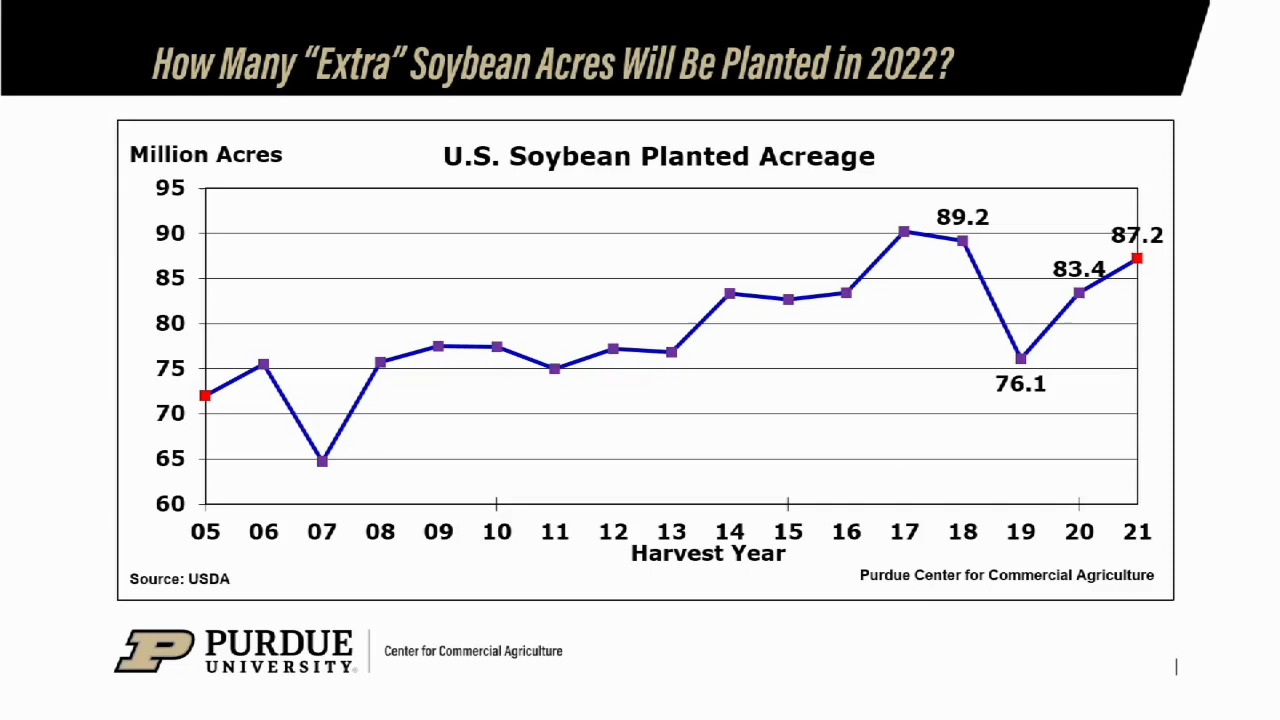 How Many “Extra” Soybean Acres Will Be Planted in 2022?
Million Acres
U.S. Soybean Planted Acreage
95
90
85
80
75
70
65
60
89.2
87.2
83.4
76.1
05 06 07 08 09 10 11 12 13 14 15 16 17 18 19 20 21
Harvest Year
Source: USDA
Purdue Center for Commercial Agriculture
P PURDUE
UNIVERSITY®
Center for Commercial Agriculture